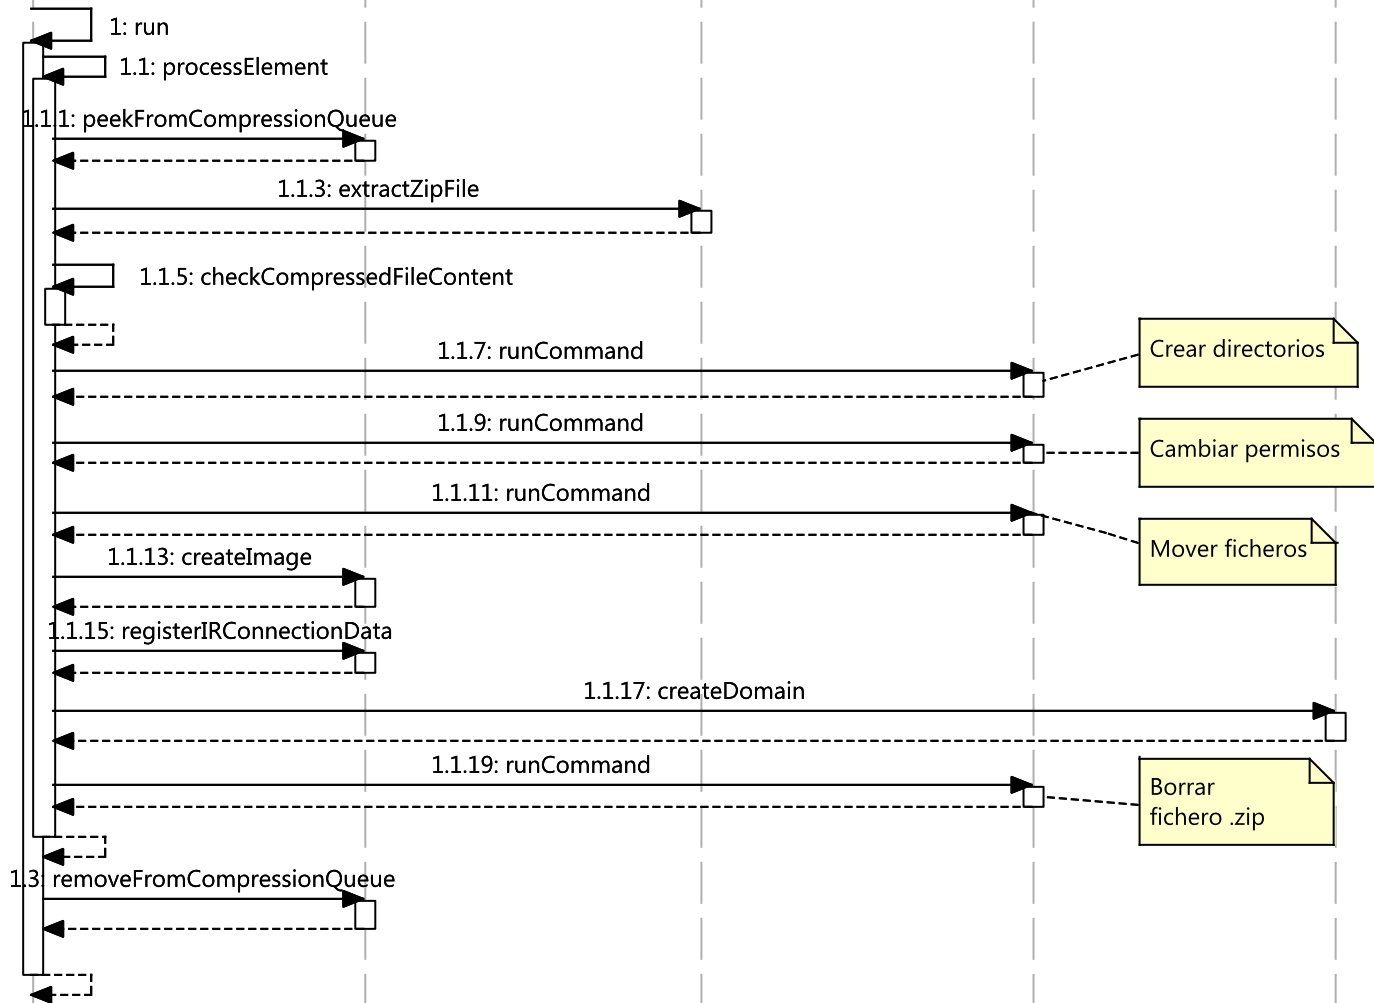 1: run
1.1: processElement
1.1.1: peekFromCompressionQueue
1.1.3: extractZipFile
1.1.5: checkCompressedFileContent
1.1.7: runCommand
Crear directorios
1.1.9: runCommand
Cambiar permisos
1.1.11: runCommand
Mover ficheros
1.1.13: createImage
1.1.15: registerIRConnectionData
1.1.17: createDomain
1.1.19: runCommand
Borrar
fichero .zip
1.3: removeFromCompressionQueue